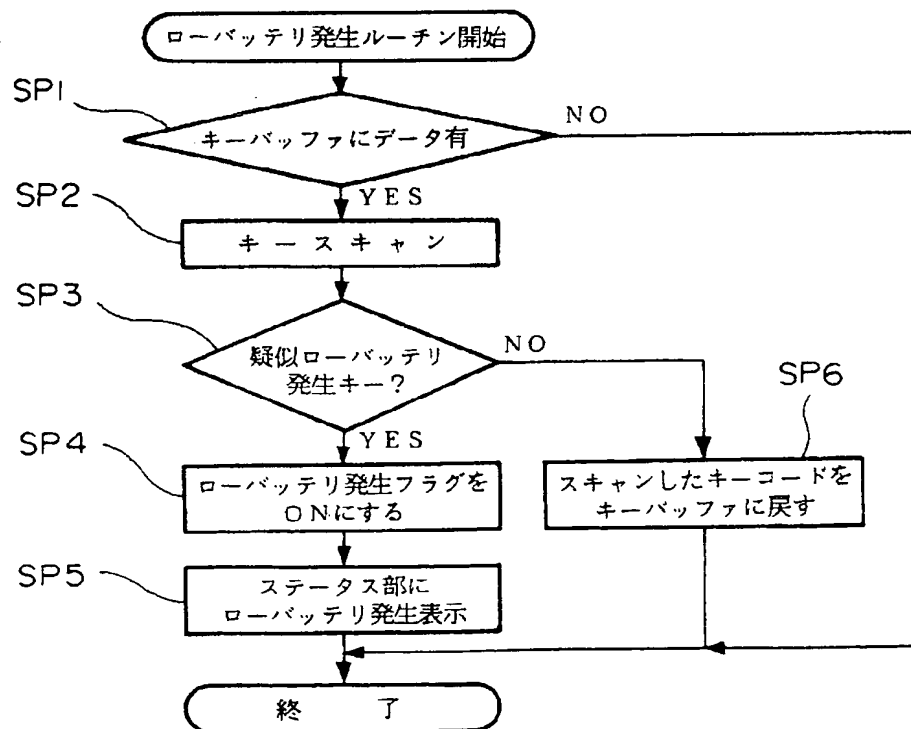 ローバッテリ発生ルーチン開始
SP1
キーバッファにデータ有
NO
YES
SP2
キースキャン
SP3
疑似ローバッテリ
発生キー?
NO
YES
SP4
ローバッテリ発生フラグを
ONにする
SP6
スキャンしたキーコードを
キーバッファに戻す
SP5
ステータス部に
ローバッテリ発生表示
終了